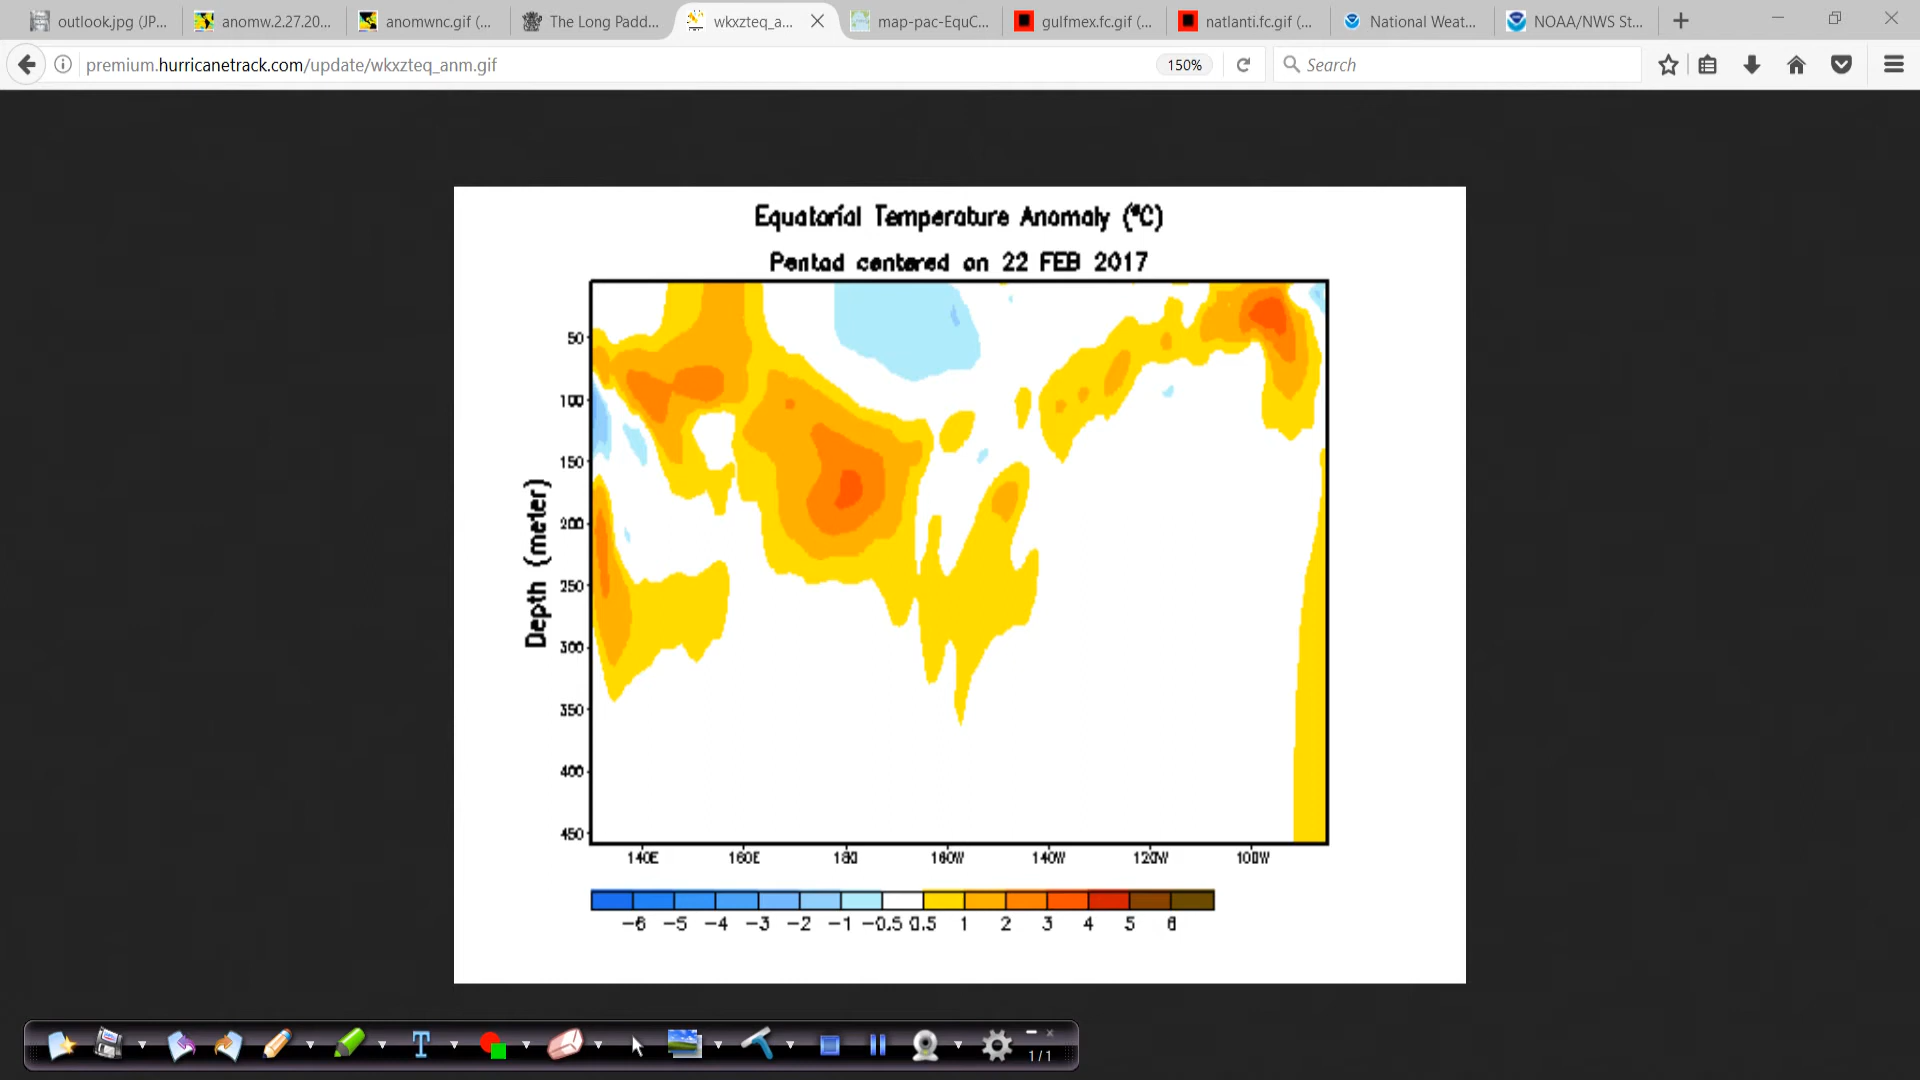 outlook.jpg (JP...
anomw.2.27.20...
anomwnc.gif (...
The Long Padd...
wkxzteq_a...
map-pac-EquC...
gulfmex.fc.gif (...
natlanti.fc.gif (...
National Weat...
NOAA/NWS St...
premium.hurricanetrack.com/update/wkxzteq_anm.gif
150%
Search
Equatorial Temperature Anomaly (°C)
Pentad centered on 22 FEB 2017
50
100
150
200
250
300
350
400
450
Depth (meter)
140E 160E 180 160W 140W 120W 100W
-6 -5 -4 -3 -2 -1 -0.5 0.5 1 2 3 4 5 6
T
1/1